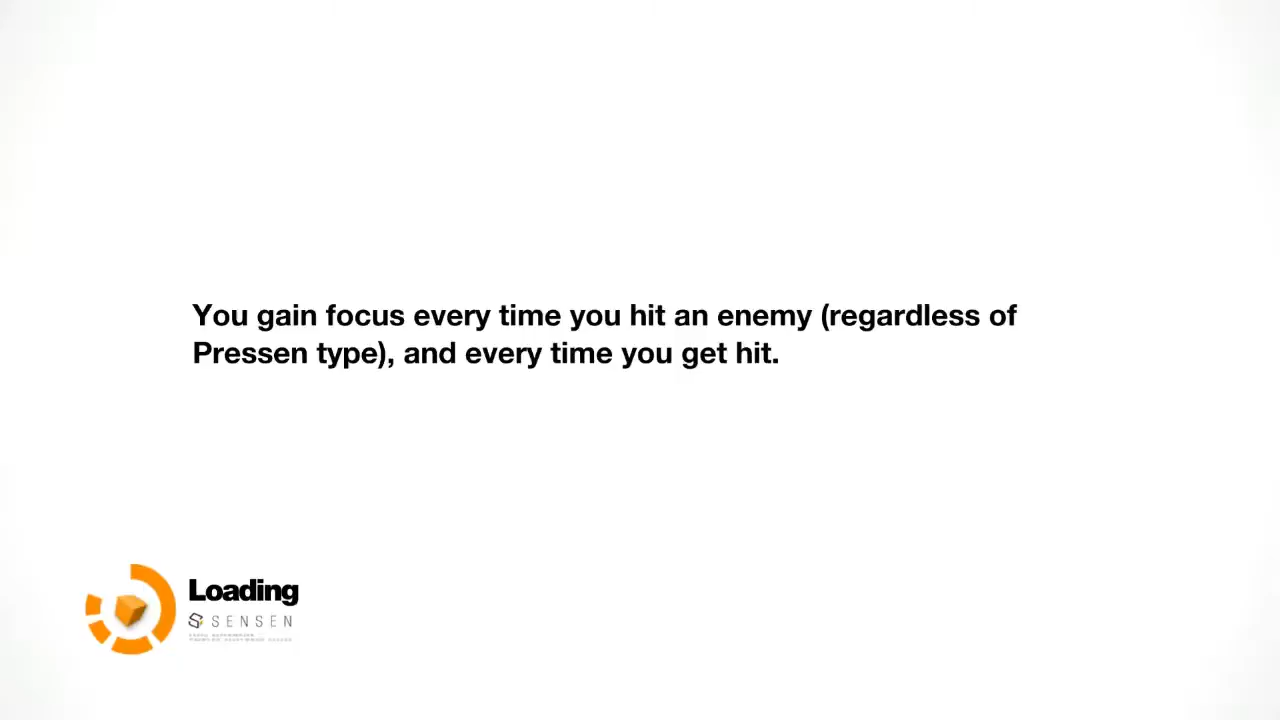 You gain focus every time you hit an enemy (regardless of
Pressen type), and every time you get hit.
Loading
SENSEN